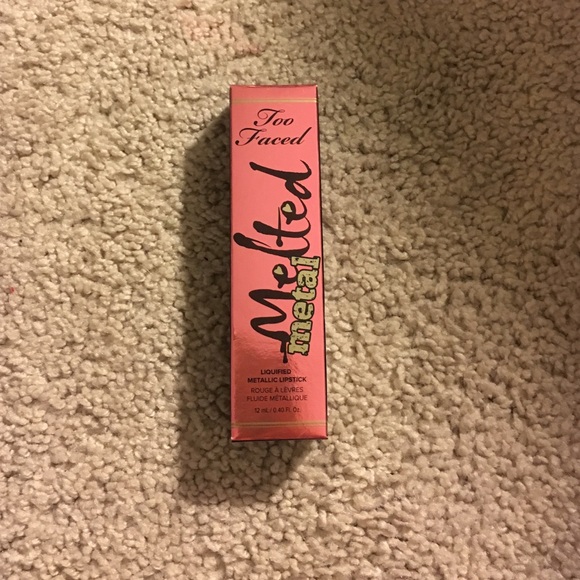 Too
Faced
Melted
metal
LIQUIFIED
METALLIC LIPSTICK
ROUGE À LÈVRES
FLUIDE MÉTALLIQUE
12 mL / 0.40 FL. Oz.